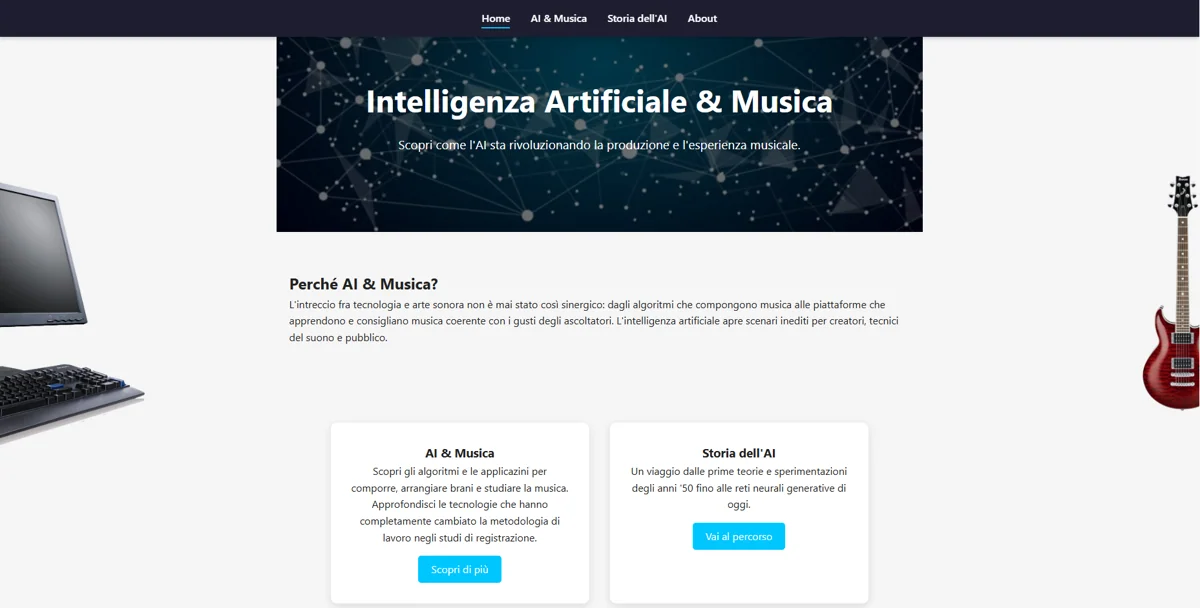 Home AI & Musica Storia dell'AI About
Intelligenza Artificiale & Musica
Scopri come l'AI sta rivoluzionando la produzione e l'esperienza musicale.
Perché AI & Musica?
L'intreccio fra tecnologia e arte sonora non è mai stato così sinergico: dagli algoritmi che compongono musica alle piattaforme che
apprendono e consigliano musica coerente con i gusti degli ascoltatori. L'intelligenza artificiale apre scenari inediti per creatori, tecnici
del suono e pubblico.
AI & Musica
Scopri gli algoritmi e le applicazini per
comporre, arrangiare brani e studiare la musica.
Approfondisci le tecnologie che hanno
completamente cambiato la metodologia di
lavoro negli studi di registrazione.
Scopri di più
Storia dell'AI
Un viaggio dalle prime teorie e sperimentazioni
degli anni '50 fino alle reti neurali generative di
oggi.
Vai al percorso